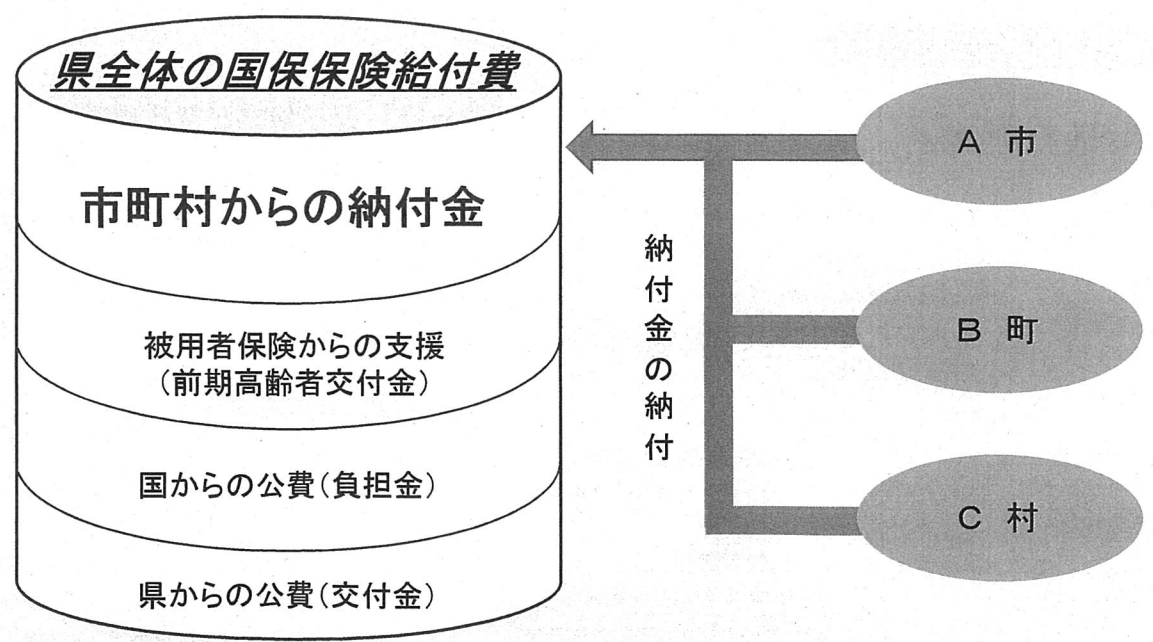 県全体の国保保険給付費
市町村からの納付金
被用者保険からの支援
(前期高齢者交付金)
国からの公費(負担金)
県からの公費(交付金)
納付金の納付
A 市
B 町
C 村